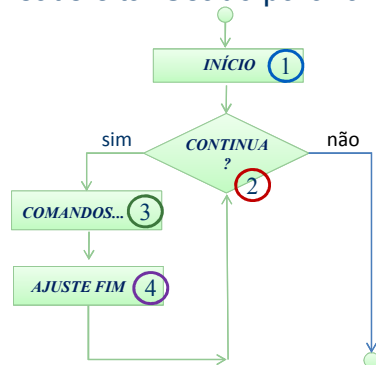 INÍCIO 1
sim
CONTINUA
?
não
2
COMANDOS... 3
AJUSTE FIM 4